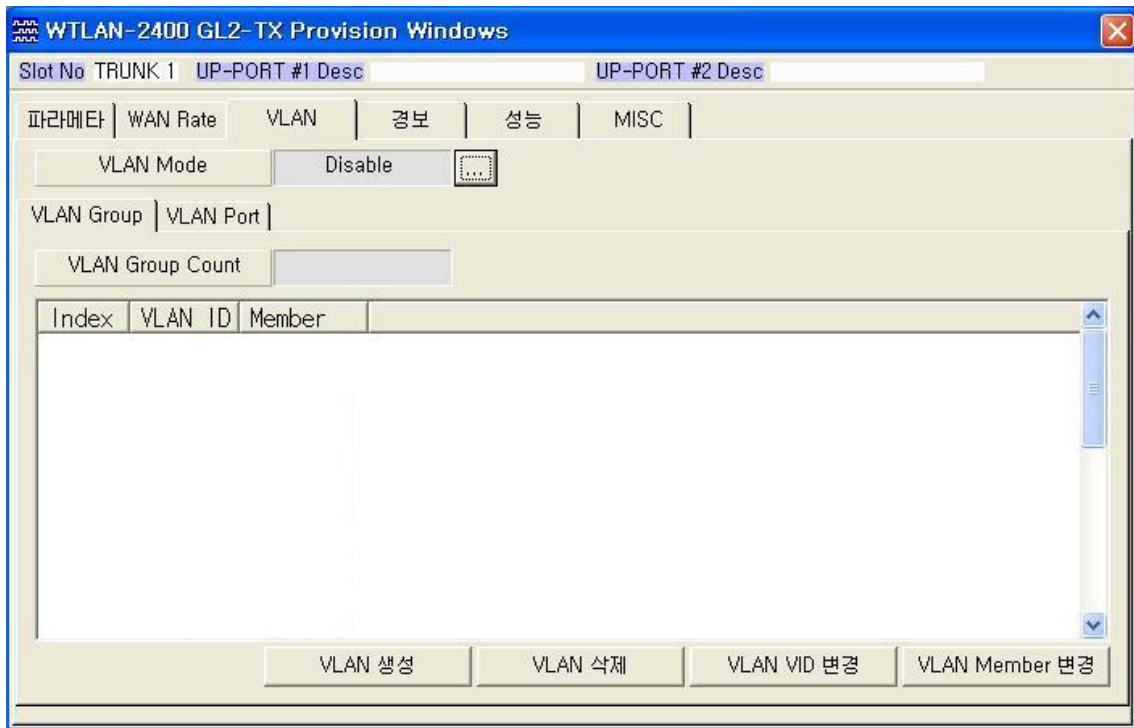 WTLAN-2400 GL2-TX Provision Windows
Slot No TRUNK 1 UP-PORT #1 Desc UP-PORT #2 Desc
파라메타 WAN Rate VLAN 경보 성능 MISC
VLAN Mode Disable ...
VLAN Group VLAN Port
VLAN Group Count
Index VLAN ID Member
VLAN 생성 VLAN 삭제 VLAN VID 변경 VLAN Member 변경